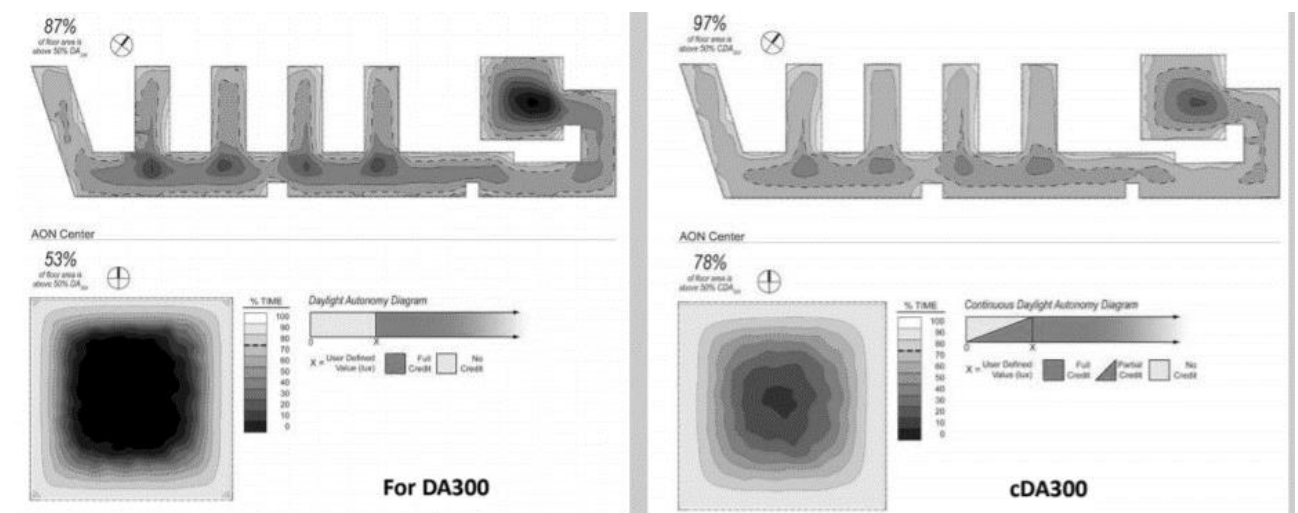 87%
of floor area is
above 50% DA300
AON Center
53%
of floor area is
above 50% DA300
% TIME
100
90
80
70
60
50
40
30
20
10
0
Daylight Autonomy Diagram
0 X
X = User Defined Value (lux) Full Credit No Credit
For DA300
97%
of floor area is
above 50% CDA300
AON Center
78%
of floor area is
above 50% CDA300
% TIME
100
90
80
70
60
50
40
30
20
10
0
Continuous Daylight Autonomy Diagram
0 X
X = User Defined Value (lux) Full Credit Partial Credit No Credit
cDA300